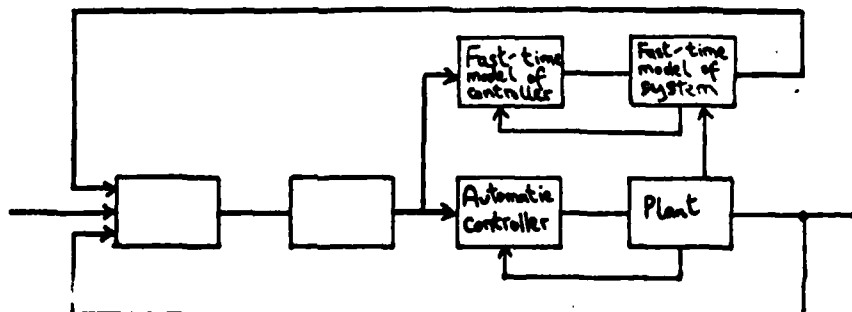 Fast-time
model of
controller
Fast-time
model of
system
Automatic
controller
Plant